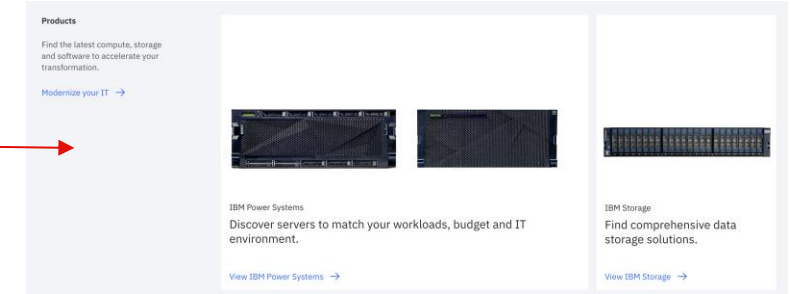 Products
Find the latest compute, storage
and software to accelerate your
transformation.
Modernize your IT →
IBM Power Systems
Discover servers to match your workloads, budget and IT
environment.
View IBM Power Systems →
IBM Storage
Find comprehensive data
storage solutions.
View IBM Storage →